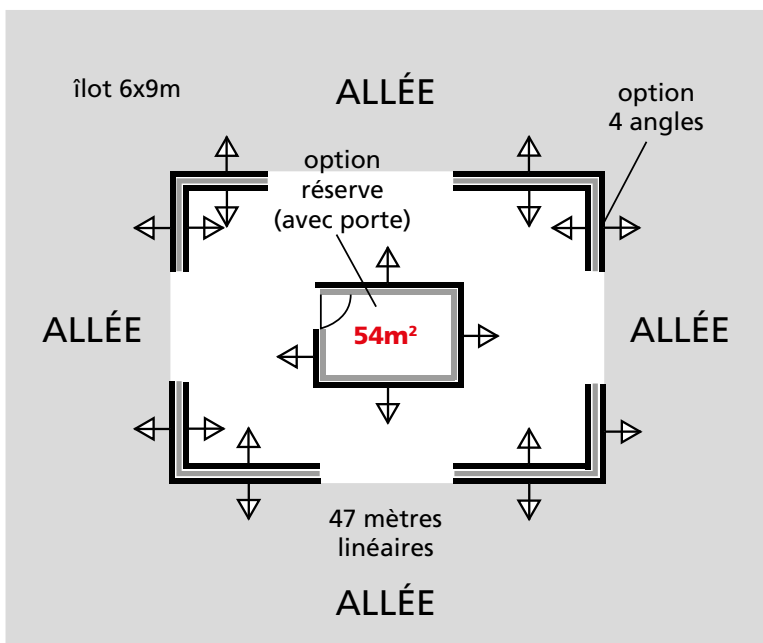 îlot 6x9m
ALLÉE
option
4 angles
option
réserve
(avec porte)
ALLÉE
54m²
ALLÉE
47 mètres
linéaires
ALLÉE